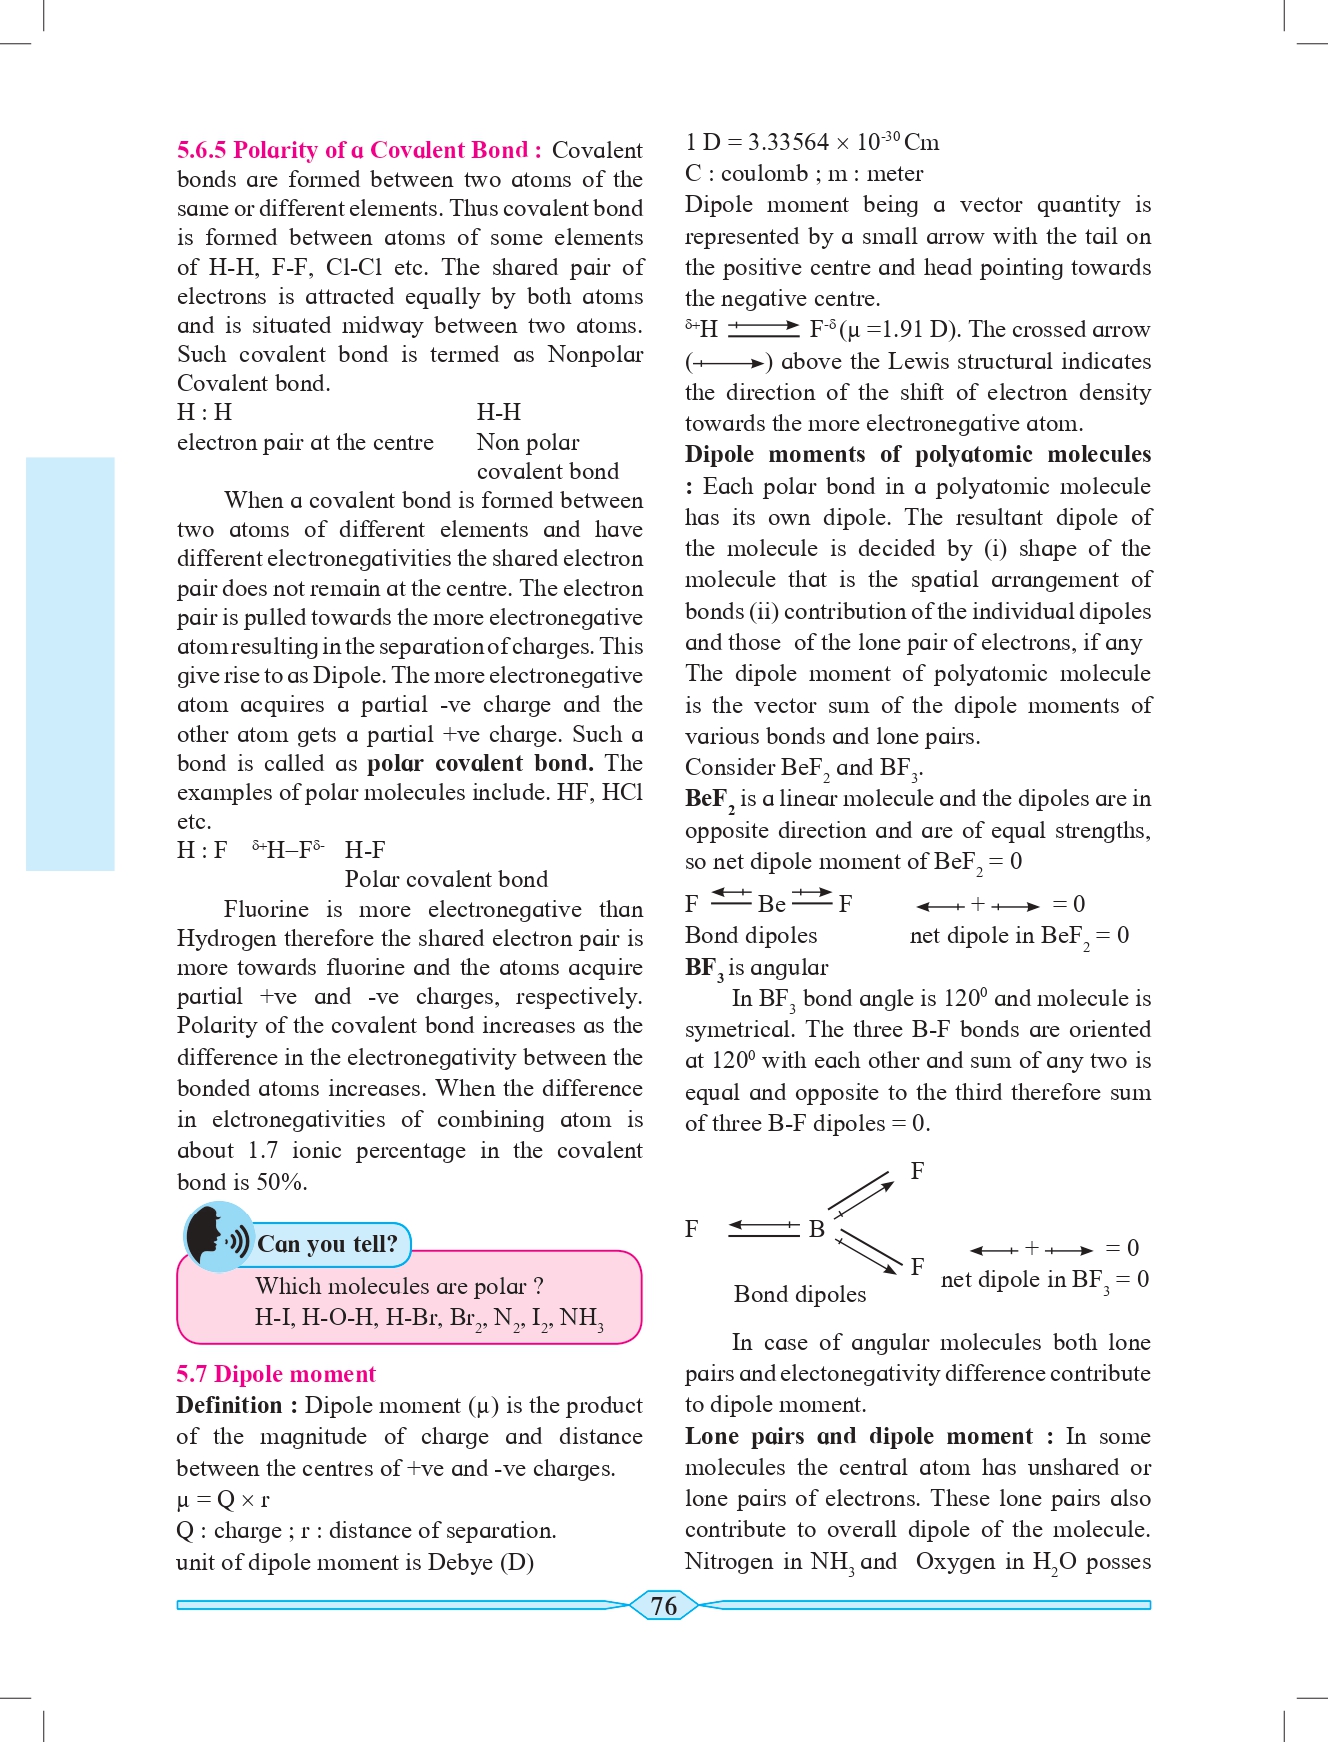 5.6.5 Polarity of a Covalent Bond : Covalent
bonds are formed between two atoms of the
same or different elements. Thus covalent bond
is formed between atoms of some elements
of H-H, F-F, Cl-Cl etc. The shared pair of
electrons is attracted equally by both atoms
and is situated midway between two atoms.
Such covalent bond is termed as Nonpolar
Covalent bond.
H : H H-H
electron pair at the centre Non polar
covalent bond
When a covalent bond is formed between
two atoms of different elements and have
different electronegativities the shared electron
pair does not remain at the centre. The electron
pair is pulled towards the more electronegative
atom resulting in the separation of charges. This
give rise to as Dipole. The more electronegative
atom acquires a partial -ve charge and the
other atom gets a partial +ve charge. Such a
bond is called as polar covalent bond. The
examples of polar molecules include. HF, HCl
etc.
H : F δ+H–Fδ- H-F
Polar covalent bond
Fluorine is more electronegative than
Hydrogen therefore the shared electron pair is
more towards fluorine and the atoms acquire
partial +ve and -ve charges, respectively.
Polarity of the covalent bond increases as the
difference in the electronegativity between the
bonded atoms increases. When the difference
in elctronegativities of combining atom is
about 1.7 ionic percentage in the covalent
bond is 50%.
Can you tell?
Which molecules are polar ?
H-I, H-O-H, H-Br, Br₂, N₂, I₂, NH₃
5.7 Dipole moment
Definition : Dipole moment (μ) is the product
of the magnitude of charge and distance
between the centres of +ve and -ve charges.
μ = Q × r
Q : charge ; r : distance of separation.
unit of dipole moment is Debye (D)
1 D = 3.33564 × 10⁻³⁰ Cm
C : coulomb ; m : meter
Dipole moment being a vector quantity is
represented by a small arrow with the tail on
the positive centre and head pointing towards
the negative centre.
δ+H F-δ (μ =1.91 D). The crossed arrow
( ) above the Lewis structural indicates
the direction of the shift of electron density
towards the more electronegative atom.
Dipole moments of polyatomic molecules
: Each polar bond in a polyatomic molecule
has its own dipole. The resultant dipole of
the molecule is decided by (i) shape of the
molecule that is the spatial arrangement of
bonds (ii) contribution of the individual dipoles
and those of the lone pair of electrons, if any
The dipole moment of polyatomic molecule
is the vector sum of the dipole moments of
various bonds and lone pairs.
Consider BeF₂ and BF₃.
BeF₂ is a linear molecule and the dipoles are in
opposite direction and are of equal strengths,
so net dipole moment of BeF₂ = 0
F Be F + = 0
Bond dipoles net dipole in BeF₂ = 0
BF₃ is angular
In BF₃ bond angle is 120⁰ and molecule is
symetrical. The three B-F bonds are oriented
at 120⁰ with each other and sum of any two is
equal and opposite to the third therefore sum
of three B-F dipoles = 0.
F
F B
+ = 0
F
net dipole in BF₃ = 0
Bond dipoles
In case of angular molecules both lone
pairs and electonegativity difference contribute
to dipole moment.
Lone pairs and dipole moment : In some
molecules the central atom has unshared or
lone pairs of electrons. These lone pairs also
contribute to overall dipole of the molecule.
Nitrogen in NH₃ and Oxygen in H₂O posses
76